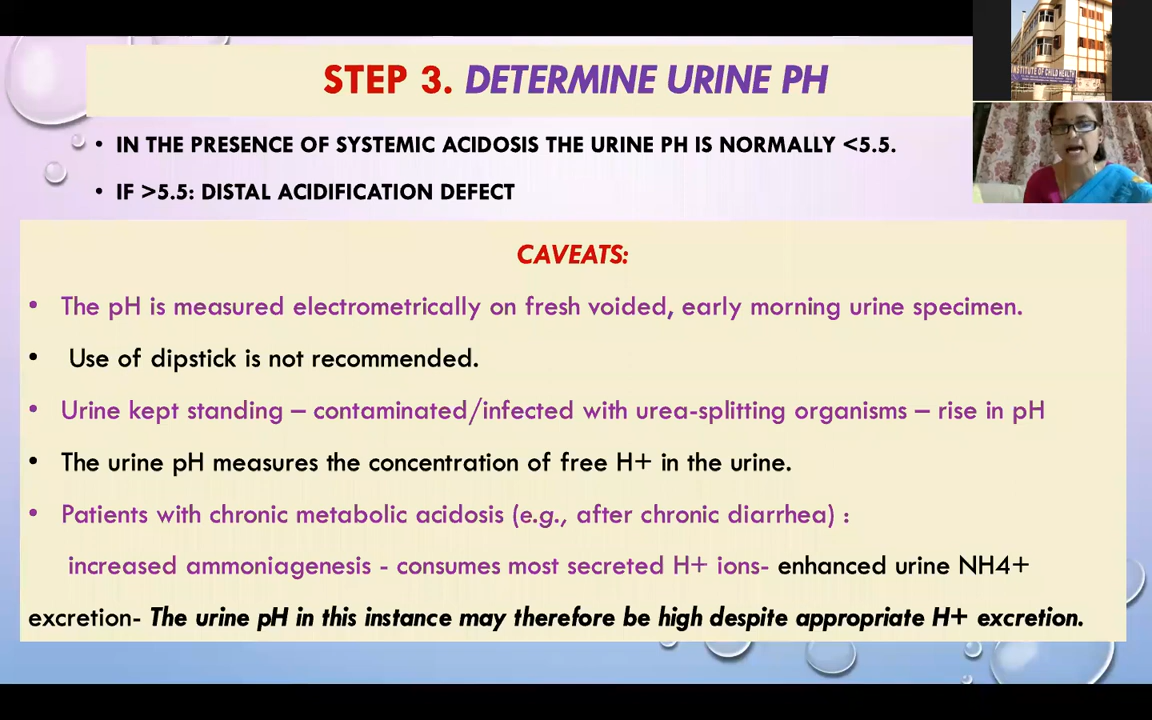 INSTITUTE OF CHILD HEALTH
STEP 3. DETERMINE URINE PH
• IN THE PRESENCE OF SYSTEMIC ACIDOSIS THE URINE PH IS NORMALLY <5.5.
• IF >5.5: DISTAL ACIDIFICATION DEFECT
CAVEATS:
• The pH is measured electrometrically on fresh voided, early morning urine specimen.
• Use of dipstick is not recommended.
• Urine kept standing – contaminated/infected with urea-splitting organisms – rise in pH
• The urine pH measures the concentration of free H+ in the urine.
• Patients with chronic metabolic acidosis (e.g., after chronic diarrhea) :
increased ammoniagenesis - consumes most secreted H+ ions- enhanced urine NH4+
excretion- The urine pH in this instance may therefore be high despite appropriate H+ excretion.